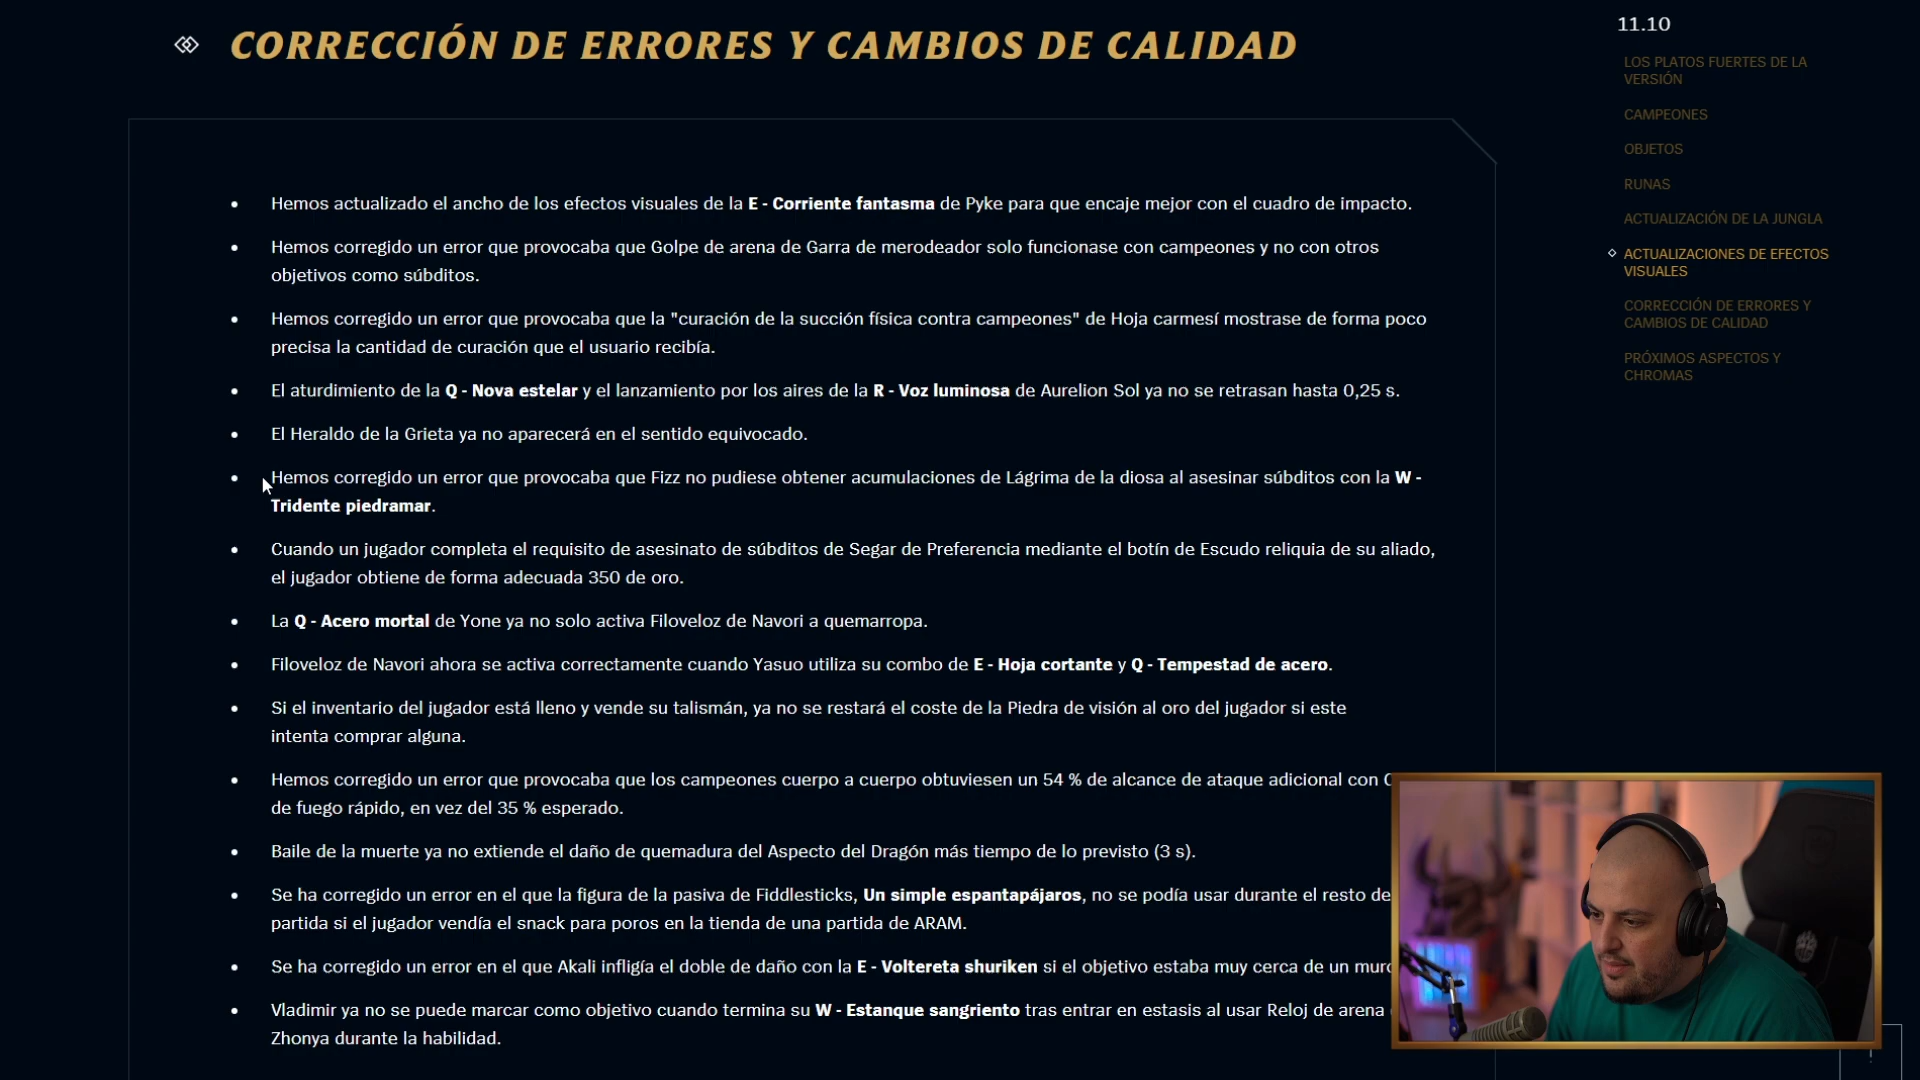 CORRECCIÓN DE ERRORES Y CAMBIOS DE CALIDAD
Hemos actualizado el ancho de los efectos visuales de la E - Corriente fantasma de Pyke para que encaje mejor con el cuadro de impacto.
Hemos corregido un error que provocaba que Golpe de arena de Garra de merodeador solo funcionase con campeones y no con otros
objetivos como súbditos.
Hemos corregido un error que provocaba que la "curación de la succión física contra campeones" de Hoja carmesí mostrase de forma poco
precisa la cantidad de curación que el usuario recibía.
El aturdimiento de la Q - Nova estelar y el lanzamiento por los aires de la R - Voz luminosa de Aurelion Sol ya no se retrasan hasta 0,25 s.
El Heraldo de la Grieta ya no aparecerá en el sentido equivocado.
Hemos corregido un error que provocaba que Fizz no pudiese obtener acumulaciones de Lágrima de la diosa al asesinar súbditos con la W -
Tridente piedramar.
Cuando un jugador completa el requisito de asesinato de súbditos de Segar de Preferencia mediante el botín de Escudo reliquia de su aliado,
el jugador obtiene de forma adecuada 350 de oro.
La Q - Acero mortal de Yone ya no solo activa Filoveloz de Navori a quemarropa.
Filoveloz de Navori ahora se activa correctamente cuando Yasuo utiliza su combo de E - Hoja cortante y Q - Tempestad de acero.
Si el inventario del jugador está lleno y vende su talismán, ya no se restará el coste de la Piedra de visión al oro del jugador si este
intenta comprar alguna.
Hemos corregido un error que provocaba que los campeones cuerpo a cuerpo obtuviesen un 54 % de alcance de ataque adicional con
de fuego rápido, en vez del 35 % esperado.
Baile de la muerte ya no extiende el daño de quemadura del Aspecto del Dragón más tiempo de lo previsto (3 s).
Se ha corregido un error en el que la figura de la pasiva de Fiddlesticks, Un simple espantapájaros, no se podía usar durante el resto de
partida si el jugador vendía el snack para poros en la tienda de una partida de ARAM.
Se ha corregido un error en el que Akali infligía el doble de daño con la E - Voltereta shuriken si el objetivo estaba muy cerca de un
Vladimir ya no se puede marcar como objetivo cuando termina su W - Estanque sangriento tras entrar en estasis al usar Reloj de arena
Zhonya durante la habilidad.
11.10
LOS PLATOS FUERTES DE LA
VERSIÓN
CAMPEONES
OBJETOS
RUNAS
ACTUALIZACIÓN DE LA JUNGLA
ACTUALIZACIONES DE EFECTOS
VISUALES
CORRECCIÓN DE ERRORES Y
CAMBIOS DE CALIDAD
PRÓXIMOS ASPECTOS Y
CHROMAS